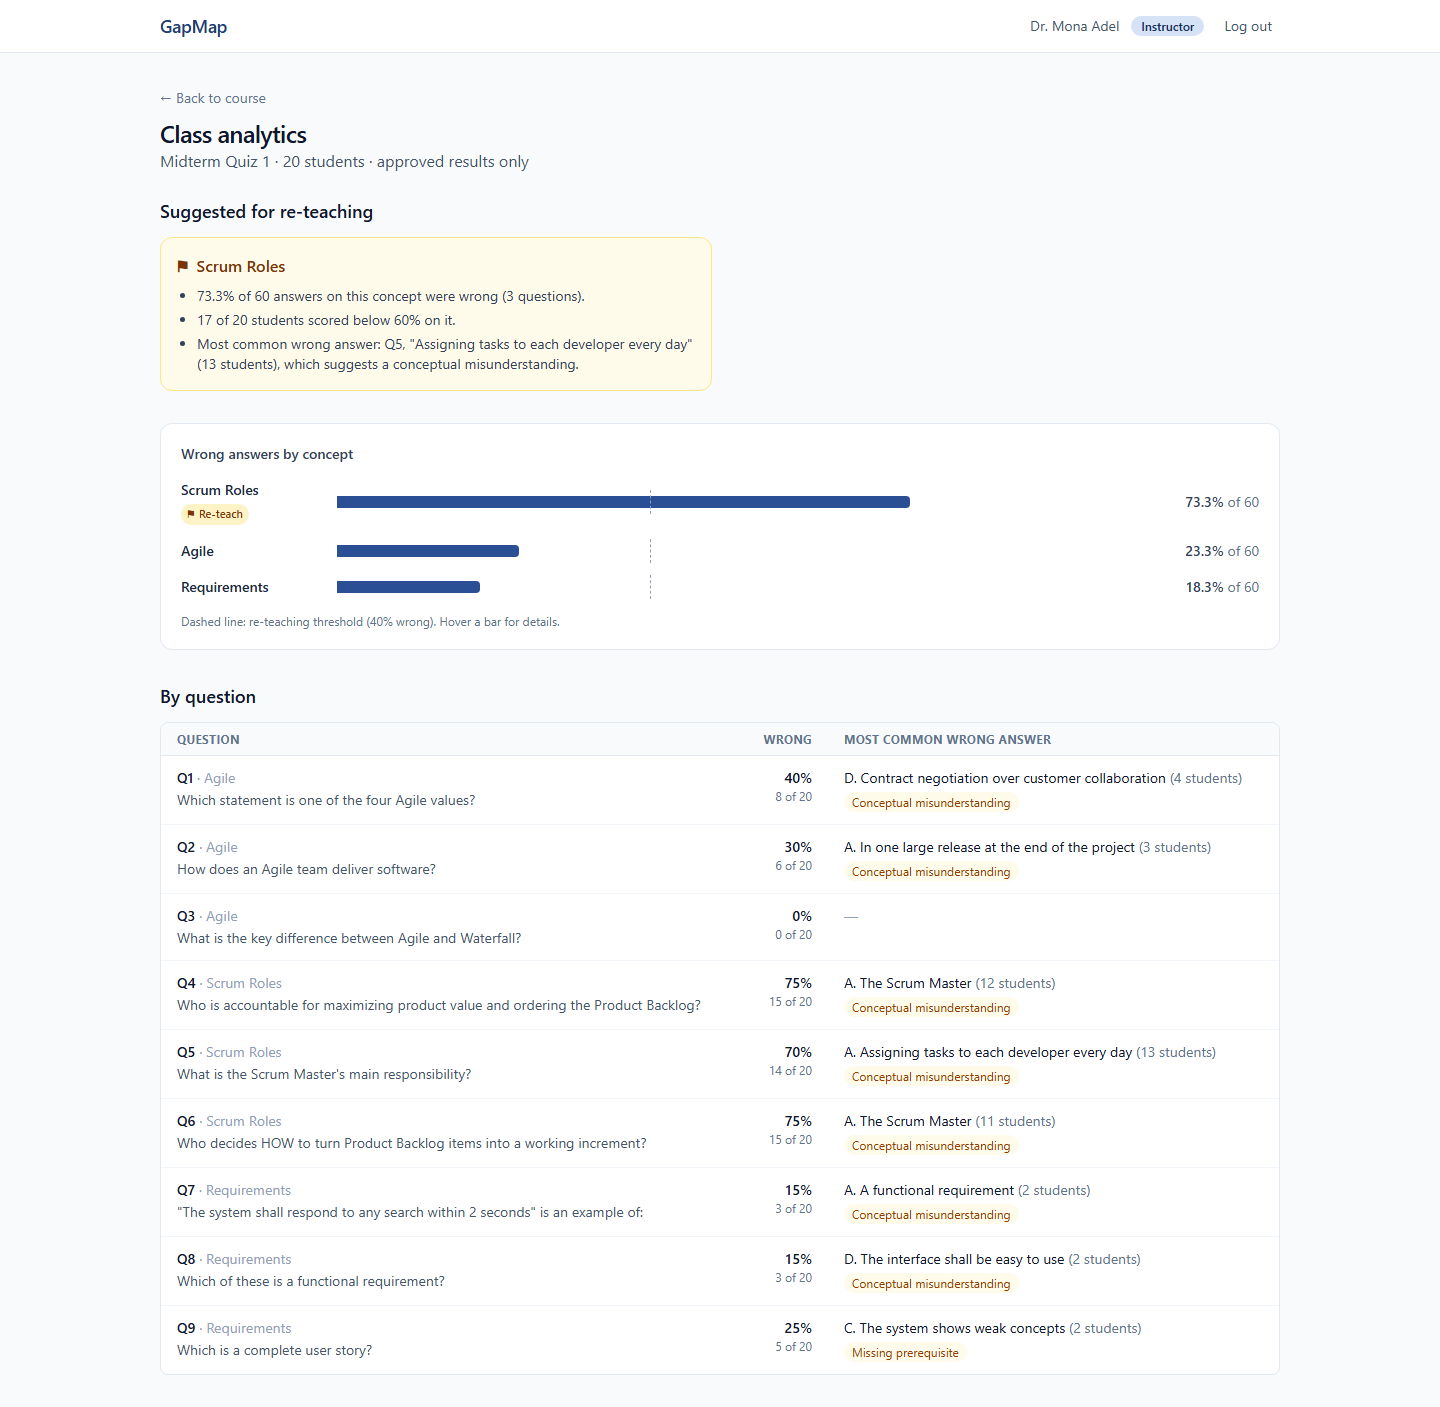 GapMap
Dr. Mona Adel Instructor Log out
← Back to course
Class analytics
Midterm Quiz 1 · 20 students · approved results only
Suggested for re-teaching
Scrum Roles
• 73.3% of 60 answers on this concept were wrong (3 questions).
• 17 of 20 students scored below 60% on it.
• Most common wrong answer: Q5, "Assigning tasks to each developer every day"
(13 students), which suggests a conceptual misunderstanding.
Wrong answers by concept
Scrum Roles
Re-teach
73.3% of 60
Agile 23.3% of 60
Requirements 18.3% of 60
Dashed line: re-teaching threshold (40% wrong). Hover a bar for details.
By question
QUESTION WRONG MOST COMMON WRONG ANSWER
Q1 · Agile 40% D. Contract negotiation over customer collaboration (4 students)
Which statement is one of the four Agile values? 8 of 20 Conceptual misunderstanding
Q2 · Agile 30% A. In one large release at the end of the project (3 students)
How does an Agile team deliver software? 6 of 20 Conceptual misunderstanding
Q3 · Agile 0% —
What is the key difference between Agile and Waterfall? 0 of 20
Q4 · Scrum Roles 75% A. The Scrum Master (12 students)
Who is accountable for maximizing product value and ordering the Product Backlog? 15 of 20 Conceptual misunderstanding
Q5 · Scrum Roles 70% A. Assigning tasks to each developer every day (13 students)
What is the Scrum Master's main responsibility? 14 of 20 Conceptual misunderstanding
Q6 · Scrum Roles 75% A. The Scrum Master (11 students)
Who decides HOW to turn Product Backlog items into a working increment? 15 of 20 Conceptual misunderstanding
Q7 · Requirements 15% A. A functional requirement (2 students)
"The system shall respond to any search within 2 seconds" is an example of: 3 of 20 Conceptual misunderstanding
Q8 · Requirements 15% D. The interface shall be easy to use (2 students)
Which of these is a functional requirement? 3 of 20 Conceptual misunderstanding
Q9 · Requirements 25% C. The system shows weak concepts (2 students)
Which is a complete user story? 5 of 20 Missing prerequisite